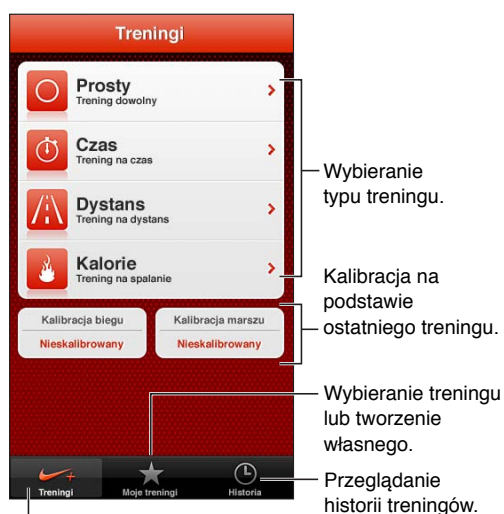 Treningi
Prosty
Trening dowolny
Czas
Trening na czas
Dystans
Trening na dystans
Kalorie
Trening na spalanie
Kalibracja biegu
Nieskalibrowany
Kalibracja marszu
Nieskalibrowany
Treningi
Moje treningi
Historia
Wybieranie
typu treningu.
Kalibracja na
podstawie
ostatniego treningu.
Wybieranie treningu
lub tworzenie
własnego.
Przeglądanie
historii treningów.